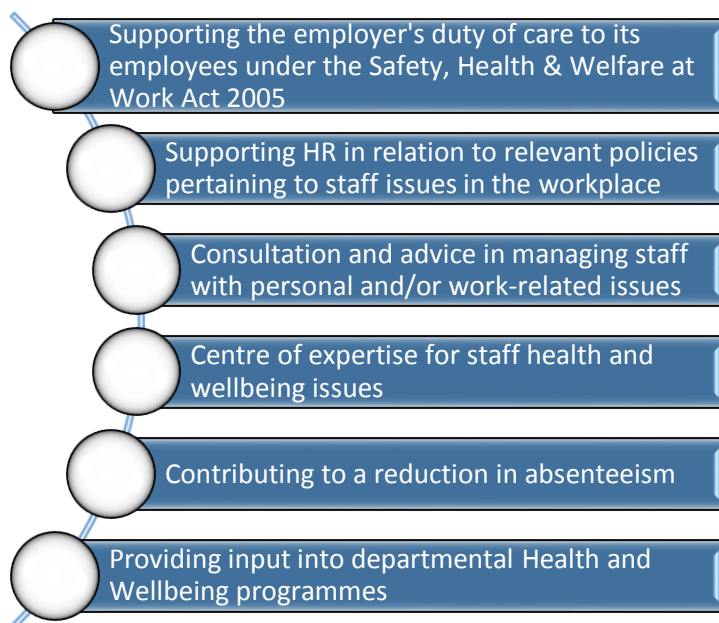 Supporting the employer's duty of care to its
employees under the Safety, Health & Welfare at
Work Act 2005
Supporting HR in relation to relevant policies
pertaining to staff issues in the workplace
Consultation and advice in managing staff
with personal and/or work-related issues
Centre of expertise for staff health and
wellbeing issues
Contributing to a reduction in absenteeism
Providing input into departmental Health and
Wellbeing programmes